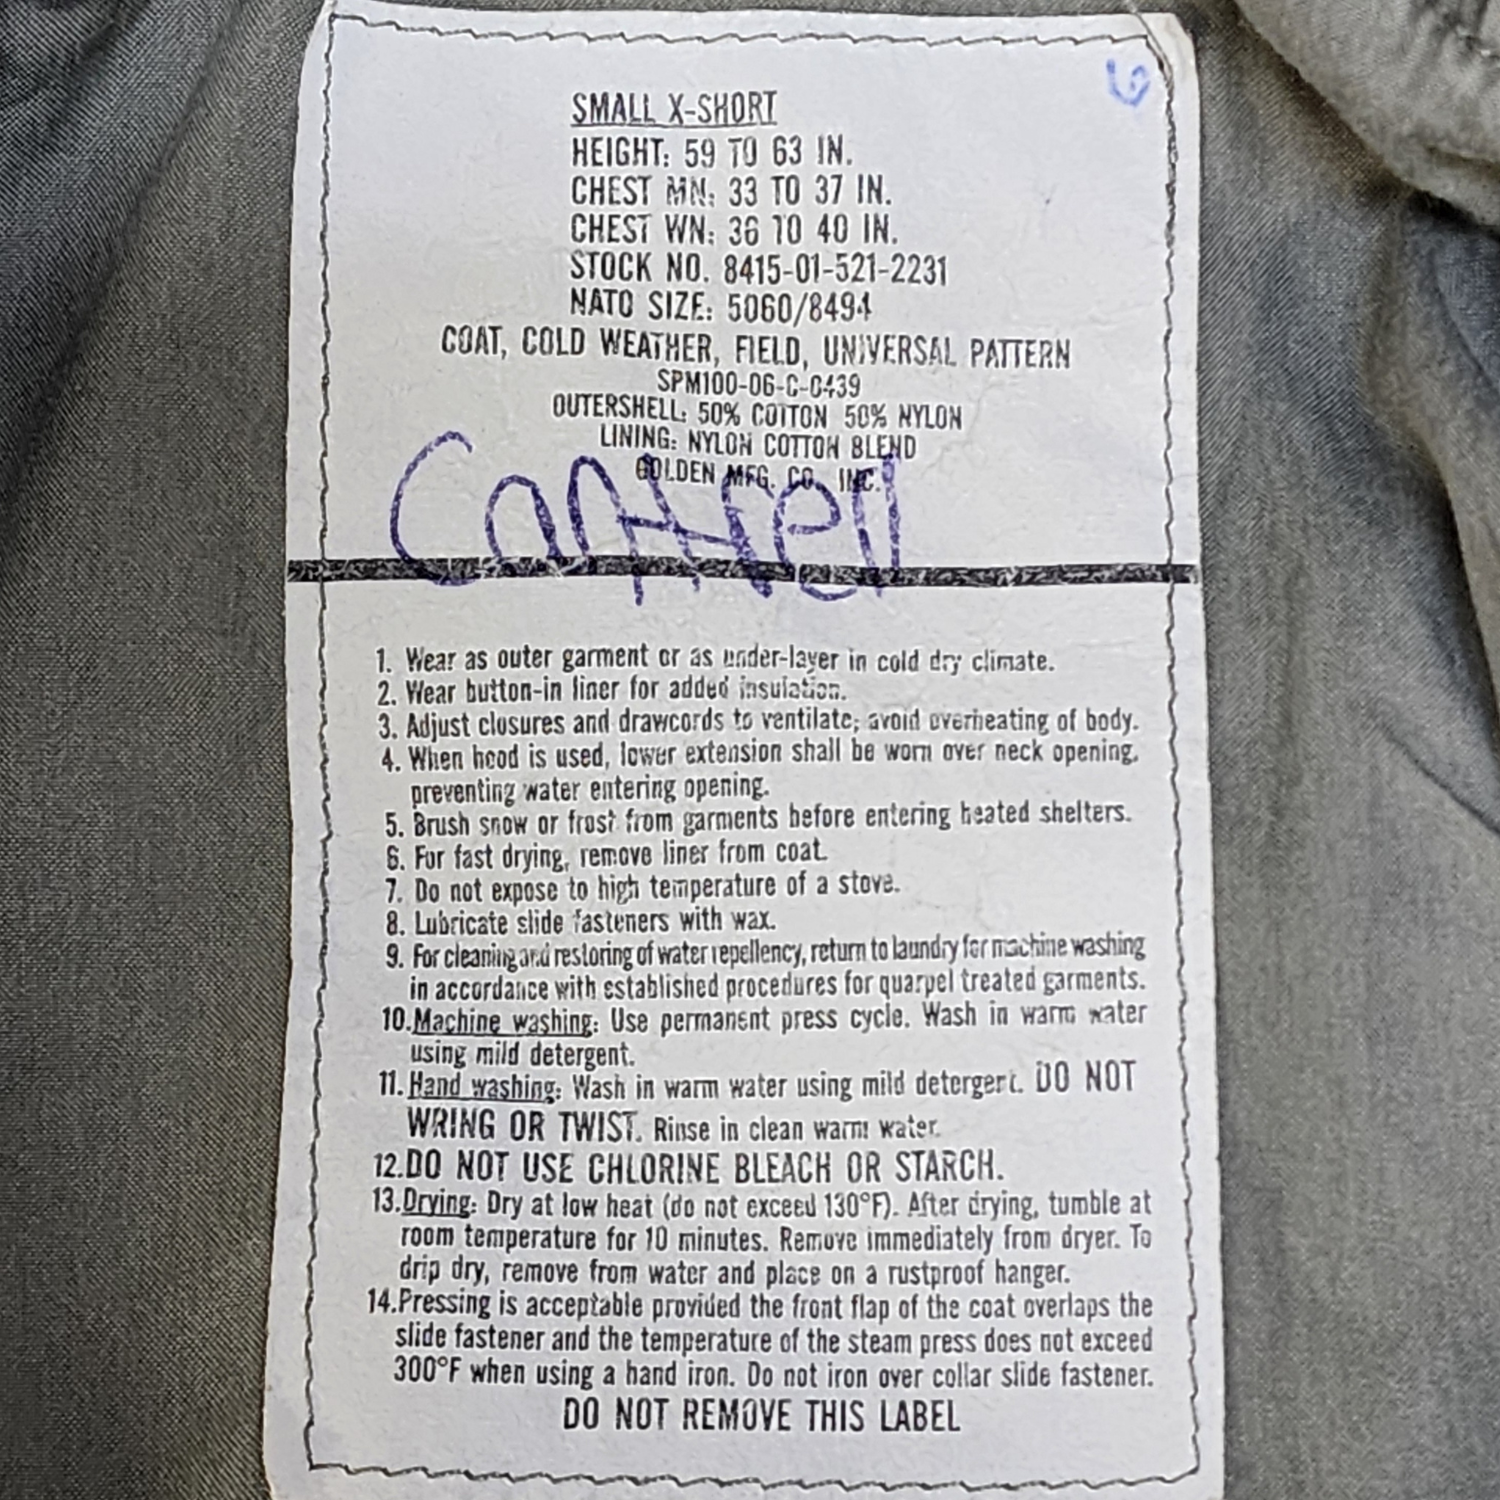 SMALL X-SHORT
HEIGHT: 59 TO 63 IN.
CHEST MN: 33 TO 37 IN.
CHEST WN: 36 TO 40 IN.
STOCK NO. 8415-01-521-2231
NATO SIZE: 5060/8494
COAT, COLD WEATHER, FIELD, UNIVERSAL PATTERN
SPM100-06-C-0439
OUTERSHELL: 50% COTTON 50% NYLON
LINING: NYLON COTTON BLEND
GOLDEN MFG. CO. INC.
Cantrell
1. Wear as outer garment or as under-layer in cold dry climate.
2. Wear button-in liner for added insulation.
3. Adjust closures and drawcords to ventilate; avoid overheating of body.
4. When hood is used, lower extension shall be worn over neck opening,
preventing water entering opening.
5. Brush snow or frost from garments before entering heated shelters.
6. For fast drying, remove liner from coat.
7. Do not expose to high temperature of a stove.
8. Lubricate slide fasteners with wax.
9. For cleaning and restoring of water repellency, return to laundry for machine washing
in accordance with established procedures for quarpel treated garments.
10.Machine washing: Use permanent press cycle. Wash in warm water
using mild detergent.
11.Hand washing: Wash in warm water using mild detergent. DO NOT
WRING OR TWIST. Rinse in clean warm water.
12.DO NOT USE CHLORINE BLEACH OR STARCH.
13.Drying: Dry at low heat (do not exceed 130°F). After drying, tumble at
room temperature for 10 minutes. Remove immediately from dryer. To
drip dry, remove from water and place on a rustproof hanger.
14.Pressing is acceptable provided the front flap of the coat overlaps the
slide fastener and the temperature of the steam press does not exceed
300°F when using a hand iron. Do not iron over collar slide fastener.
DO NOT REMOVE THIS LABEL